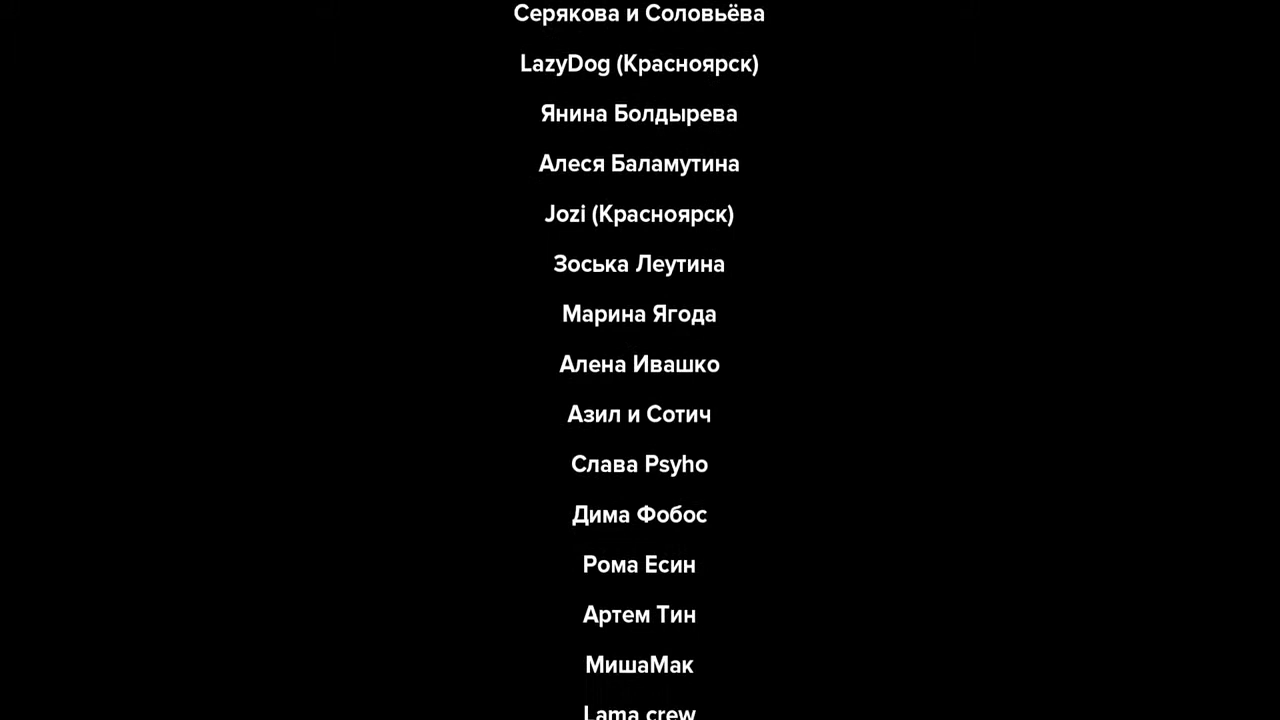 Серякова и Соловьёва
LazyDog (Красноярск)
Янина Болдырева
Алеся Баламутина
Jozi (Красноярск)
Зоська Леутина
Марина Ягода
Алена Ивашко
Азил и Сотич
Слава Psyho
Дима Фобос
Рома Есин
Артем Тин
МишаМак
Lama crew